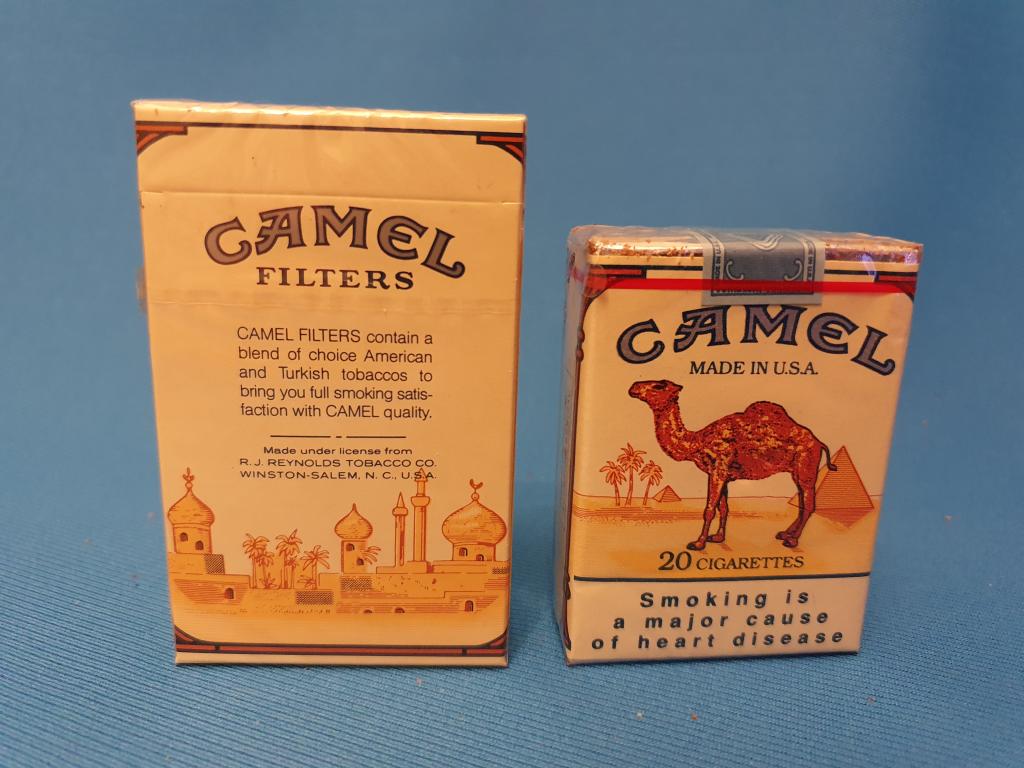 CAMEL
FILTERS
CAMEL FILTERS contain a
blend of choice American
and Turkish tobaccos to
bring you full smoking satis-
faction with CAMEL quality.
Made under license from
R. J. REYNOLDS TOBACCO CO.
WINSTON-SALEM, N. C., U.S.A.
CAMEL
MADE IN U.S.A.
20 CIGARETTES
Smoking is
a major cause
of heart disease